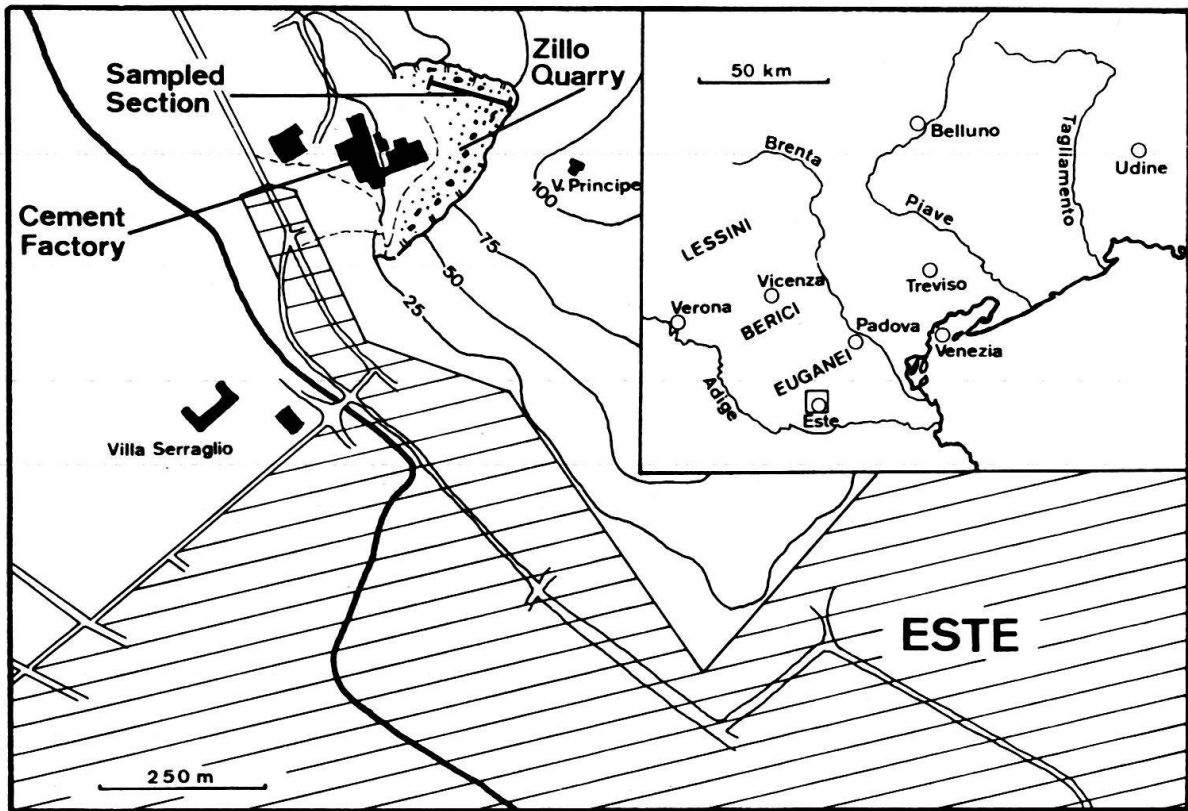 Sampled
Section
Zillo
Quarry
Cement
Factory
V. Principe
100
75
50
25
Villa Serraglio
ESTE
250 m
50 km
Belluno
Udine
Brenta
Tagliamento
Piave
LESSINI
Vicenza
Treviso
Verona
BERICI
Padova
Venezia
EUGANEI
Adige
Este